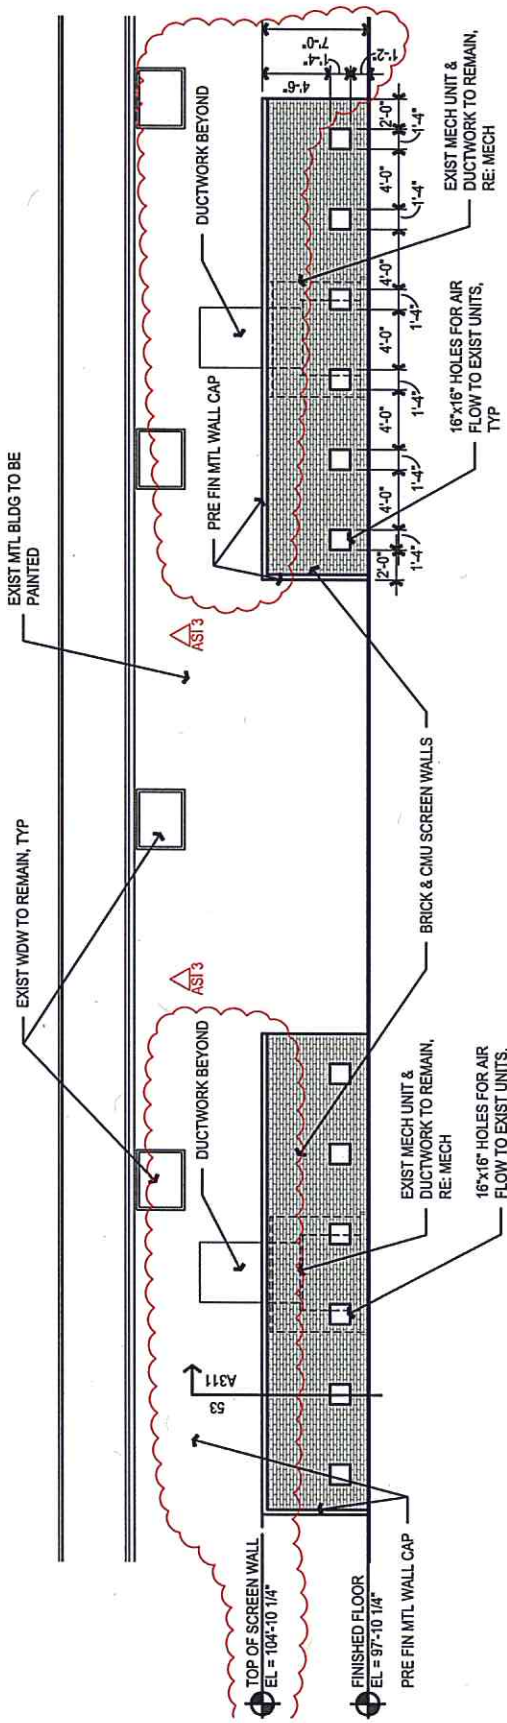 EXIST MTL BLDG TO BE
PAINTED
EXIST WDW TO REMAIN, TYP
ASI 3
ASI 3
DUCTWORK BEYOND
DUCTWORK BEYOND
PRE FIN MTL WALL CAP
53
A311
TOP OF SCREEN WALL
EL = 104'-10 1/4"
FINISHED FLOOR
EL = 97'-10 1/4"
PRE FIN MTL WALL CAP
EXIST MECH UNIT &
DUCTWORK TO REMAIN,
RE: MECH
16"x16" HOLES FOR AIR
FLOW TO EXIST UNITS,
BRICK & CMU SCREEN WALLS
16"x16" HOLES FOR AIR
FLOW TO EXIST UNITS,
TYP
EXIST MECH UNIT &
DUCTWORK TO REMAIN,
RE: MECH
2'-0"
1'-4"
4'-0"
1'-4"
4'-0"
1'-4"
4'-0"
1'-4"
4'-0"
1'-4"
4'-0"
1'-4"
2'-0"
4'-6"
1'-4"
1'-2"
7'-0"